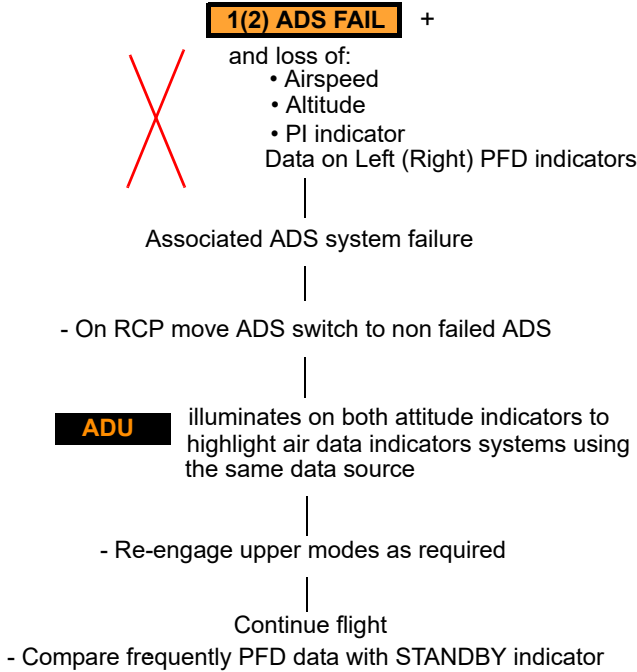 1(2) ADS FAIL +
and loss of:
• Airspeed
• Altitude
• PI indicator
Data on Left (Right) PFD indicators
Associated ADS system failure
- On RCP move ADS switch to non failed ADS
ADU illuminates on both attitude indicators to
highlight air data indicators systems using
the same data source
- Re-engage upper modes as required
Continue flight
- Compare frequently PFD data with STANDBY indicator